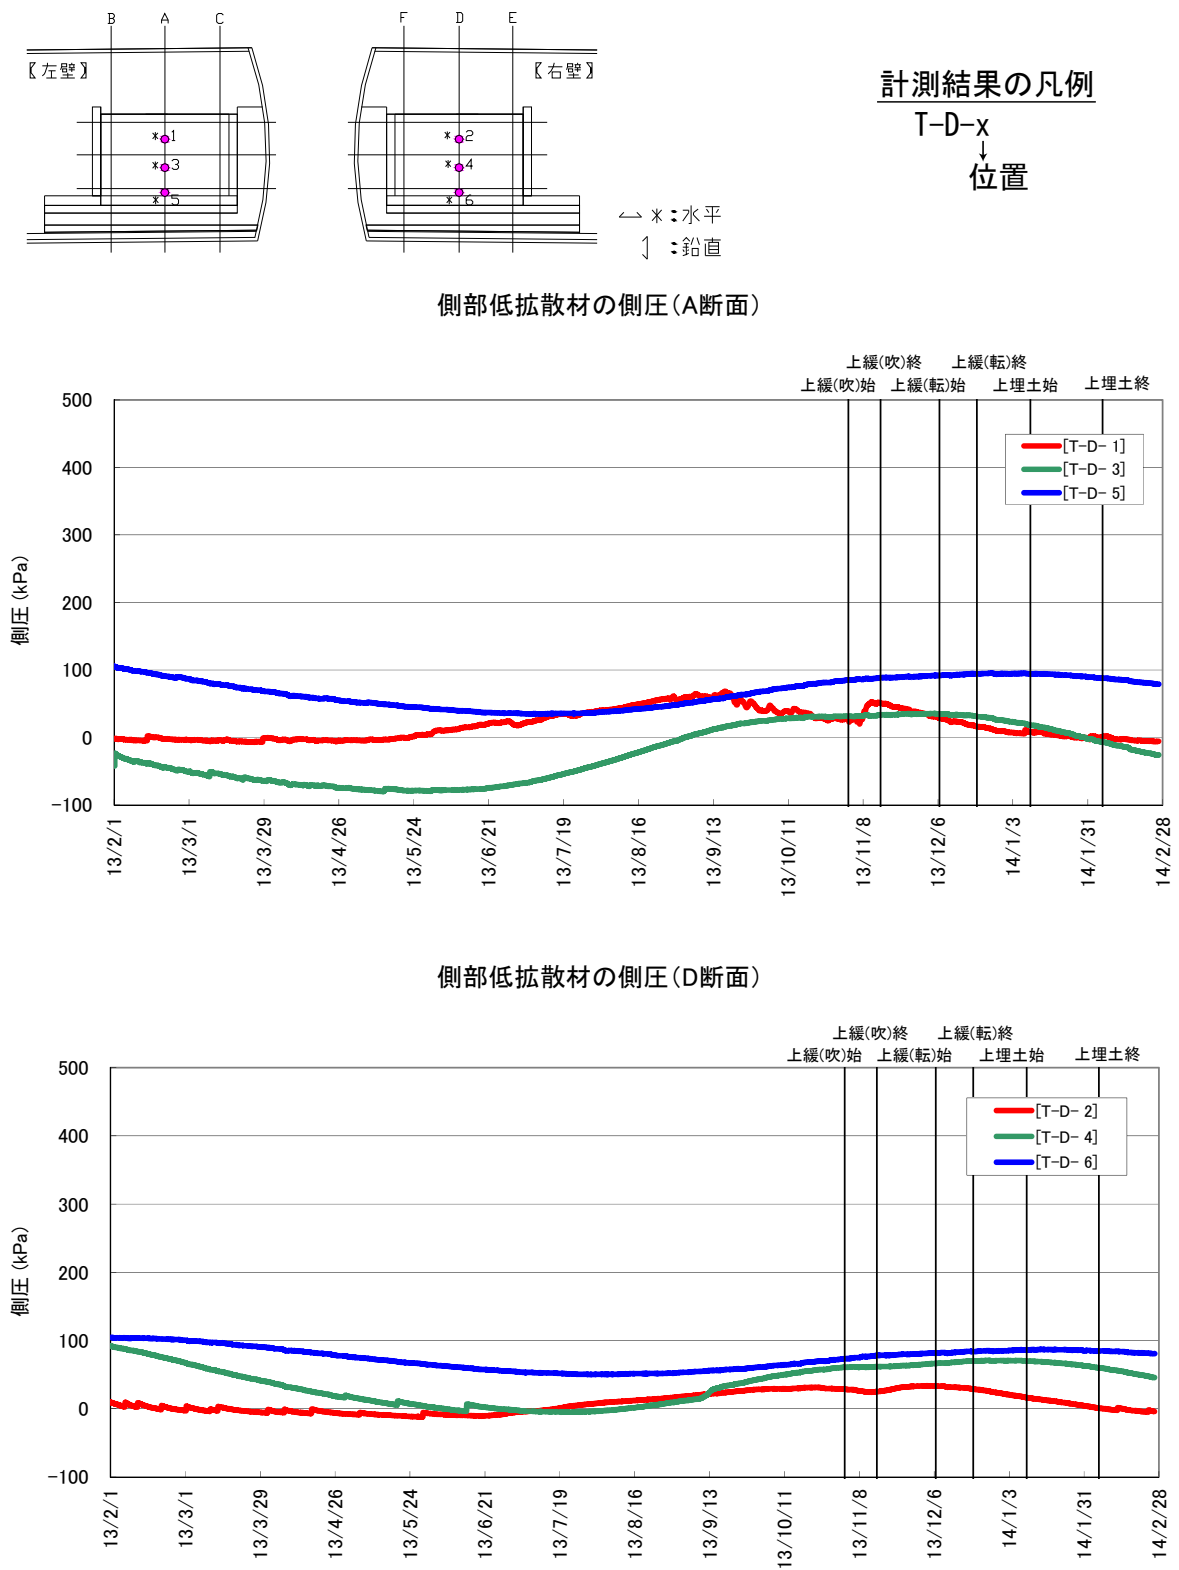 B A C
F D E
【左壁】
【右壁】
計測結果の凡例
T-D-x
↓
位置
* 1
* 3
* 5
* 2
* 4
* 6
*:水平
:鉛直
側部低拡散材の側圧(A断面)
上緩(吹)終 上緩(転)終
上緩(吹)始 上緩(転)始 上埋土始 上埋土終
500
400
300
200
100
0
-100
側圧(kPa)
[T-D- 1]
[T-D- 3]
[T-D- 5]
13/2/1 13/3/1 13/3/29 13/4/26 13/5/24 13/6/21 13/7/19 13/8/16 13/9/13 13/10/11 13/11/8 13/12/6 14/1/3 14/1/31 14/2/28
側部低拡散材の側圧(D断面)
上緩(吹)終 上緩(転)終
上緩(吹)始 上緩(転)始 上埋土始 上埋土終
500
400
300
200
100
0
-100
側圧(kPa)
[T-D- 2]
[T-D- 4]
[T-D- 6]
13/2/1 13/3/1 13/3/29 13/4/26 13/5/24 13/6/21 13/7/19 13/8/16 13/9/13 13/10/11 13/11/8 13/12/6 14/1/3 14/1/31 14/2/28